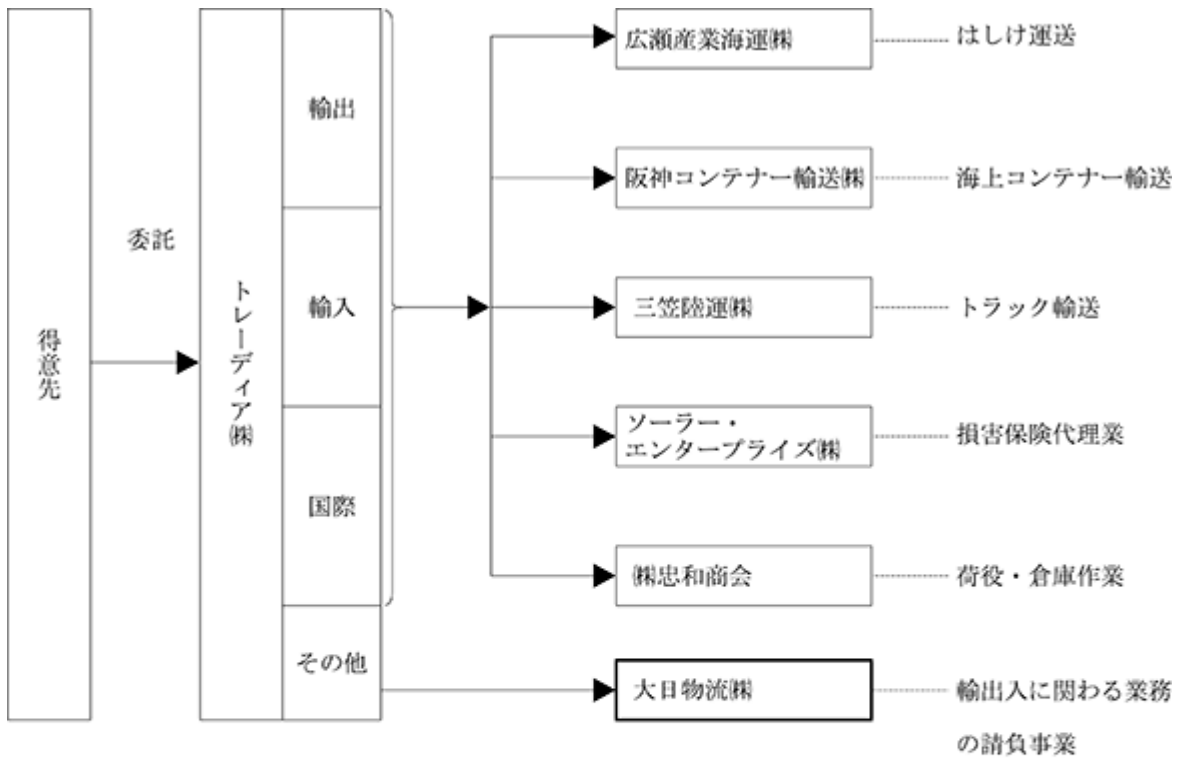 得意先
委託
トレーディア㈱
輸出
輸入
国際
その他
広瀬産業海運㈱
はしけ運送
阪神コンテナー輸送㈱
海上コンテナー輸送
三笠陸運㈱
トラック輸送
ソーラー・
エンタープライズ㈱
損害保険代理業
㈱忠和商会
荷役・倉庫作業
大日物流㈱
輸出入に関わる業務
の請負事業